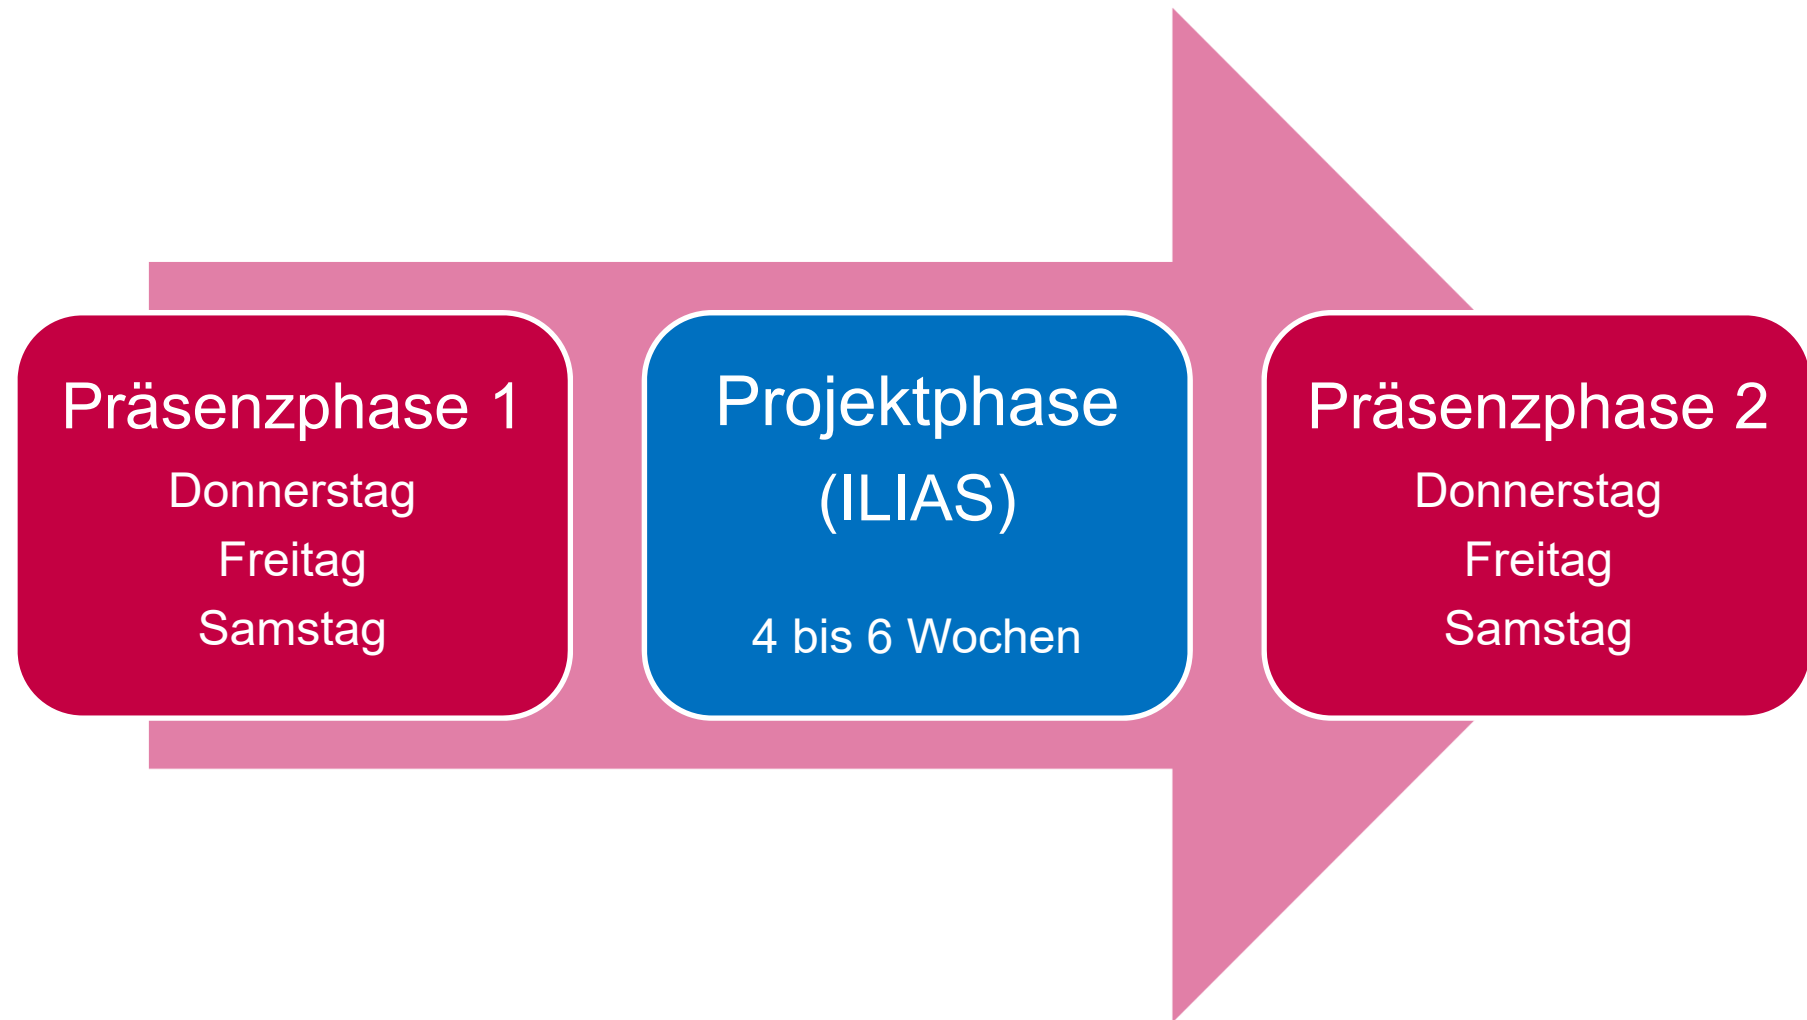 Präsenzphase 1
Donnerstag
Freitag
Samstag
Projektphase
(ILIAS)
4 bis 6 Wochen
Präsenzphase 2
Donnerstag
Freitag
Samstag